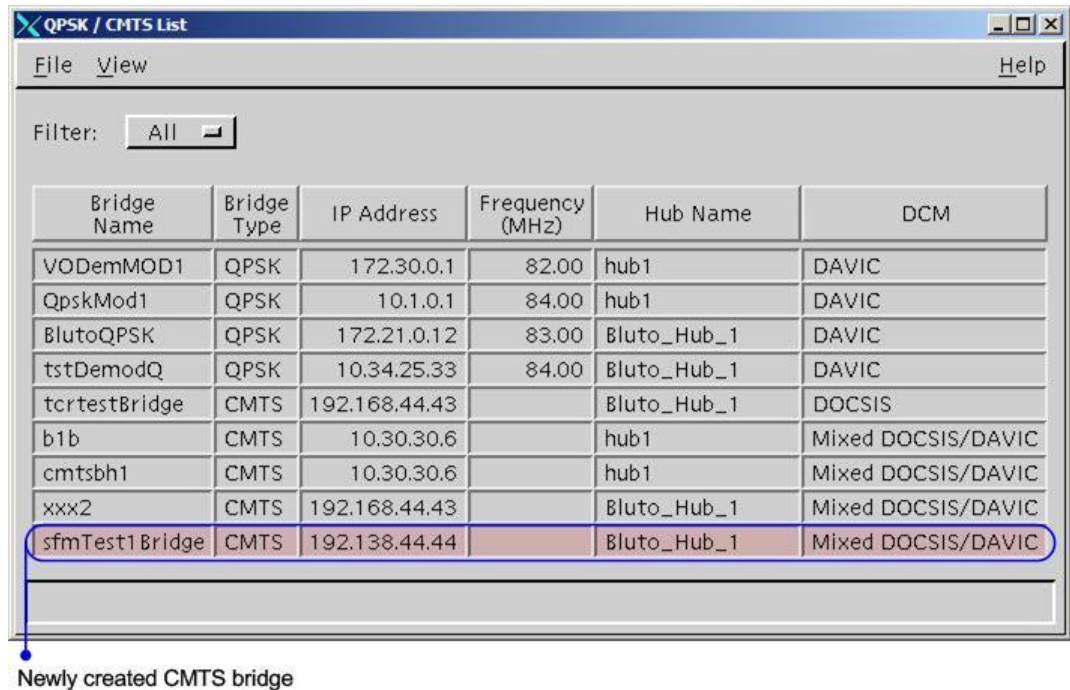 QPSK / CMTS List
File View Help
Filter: All
Bridge Name Bridge Type IP Address Frequency (MHz) Hub Name DCM
VODemMOD1 QPSK 172.30.0.1 82.00 hub1 DAVIC
QpskMod1 QPSK 10.1.0.1 84.00 hub1 DAVIC
BlutoQPSK QPSK 172.21.0.12 83.00 Bluto_Hub_1 DAVIC
tstDemodQ QPSK 10.34.25.33 84.00 Bluto_Hub_1 DAVIC
tcrtestBridge CMTS 192.168.44.43 Bluto_Hub_1 DOCSIS
b1b CMTS 10.30.30.6 hub1 Mixed DOCSIS/DAVIC
cmtsbh1 CMTS 10.30.30.6 hub1 Mixed DOCSIS/DAVIC
xxx2 CMTS 192.168.44.43 Bluto_Hub_1 Mixed DOCSIS/DAVIC
sfmTest1Bridge CMTS 192.138.44.44 Bluto_Hub_1 Mixed DOCSIS/DAVIC
Newly created CMTS bridge